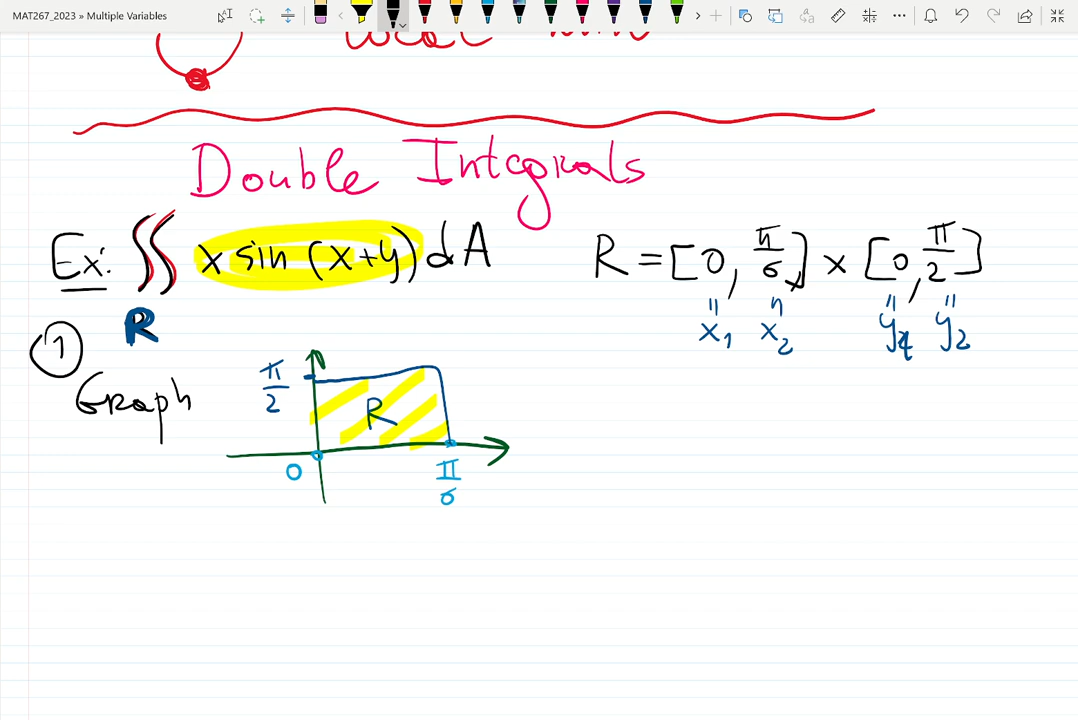 MAT267_2023 » Multiple Variables
Double Integrals
Ex: ∬ x sin (x+y) dA R = [0, π/6] × [0, π/2]
R
" " " "
x₁ x₂ y₁ y₂
①
Graph
π/2
R
0 π/6